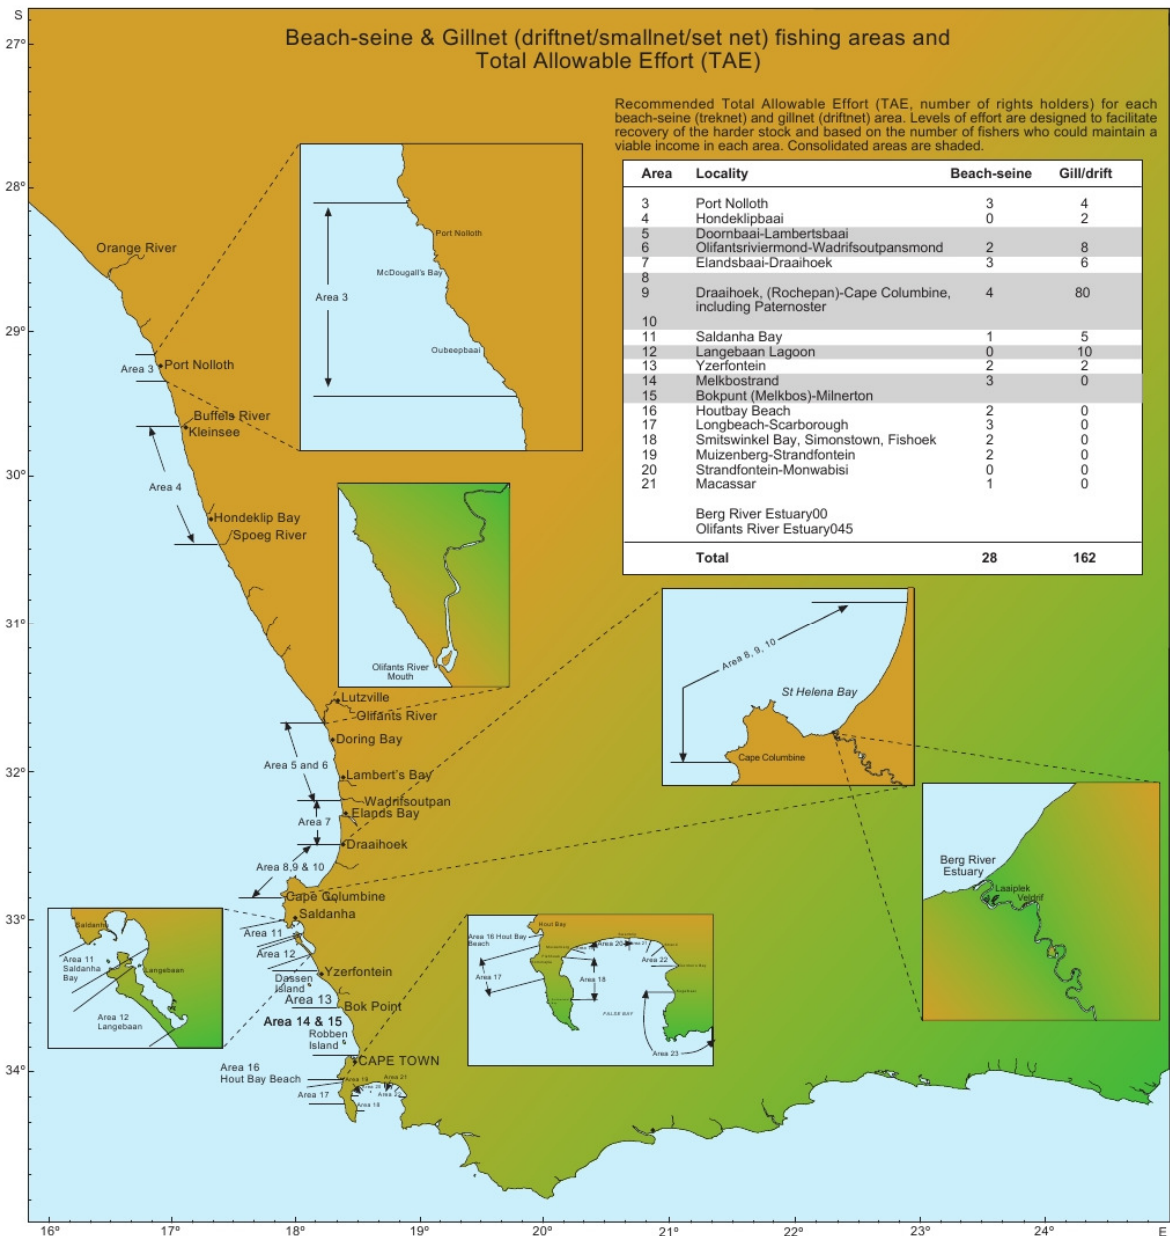 S
27°
28°
29°
30°
31°
32°
33°
34°
16°
17°
18°
19°
20°
21°
22°
23°
24°
E
Beach-seine & Gillnet (driftnet/smallnet/set net) fishing areas and
Total Allowable Effort (TAE)
Recommended Total Allowable Effort (TAE, number of rights holders) for each
beach-seine (treknet) and gillnet (driftnet) area. Levels of effort are designed to facilitate
recovery of the harder stock and based on the number of fishers who could maintain a
viable income in each area. Consolidated areas are shaded.
Area Locality Beach-seine Gill/drift
3 Port Nolloth 3 4
4 Hondeklipbaai 0 2
5 Doornbaai-Lambertsbaai
6 Olifantsriviermond-Wadrifsoutpansmond 2 8
7 Elandsbaai-Draaihoek 3 6
8
9 Draaihoek, (Rochepan)-Cape Columbine, 4 80
including Paternoster
10
11 Saldanha Bay 1 5
12 Langebaan Lagoon 0 10
13 Yzerfontein 2 2
14 Melkbostrand 3 0
15 Bokpunt (Melkbos)-Milnerton
16 Houtbay Beach 2 0
17 Longbeach-Scarborough 3 0
18 Smitswinkel Bay, Simonstown, Fishoek 2 0
19 Muizenberg-Strandfontein 2 0
20 Strandfontein-Monwabisi 0 0
21 Macassar 1 0
Berg River Estuary00
Olifants River Estuary045
Total 28 162
Orange River
Area 3
Port Nolloth
Buffels River
Kleinsee
Area 4
Hondeklip Bay
Spoeg River
Lutzville
Olifants River
Doring Bay
Area 5 and 6
Lambert's Bay
Wadrifsoutpan
Elands Bay
Area 7
Draaihoek
Area 8,9 & 10
Cape Columbine
Saldanha
Area 11
Area 12
Yzerfontein
Dassen
Island
Area 13
Bok Point
Area 14 & 15
Robben
Island
CAPE TOWN
Area 16
Hout Bay Beach
Area 17
Area 19
Area 21
Area 18
Port Nolloth
McDougall's Bay
Area 3
Oubeepbaai
Olifants River
Mouth
Area 8, 9, 10
St Helena Bay
Cape Columbine
Berg River
Estuary
Laaiplek
Veldrif
Saldanha
Area 11
Saldanha
Bay
Langebaan
Area 12
Langebaan
Hout Bay
Area 16 Hout Bay
Beach
Area 20
Area 22
Area 17
Area 18
FALSE BAY
Area 23